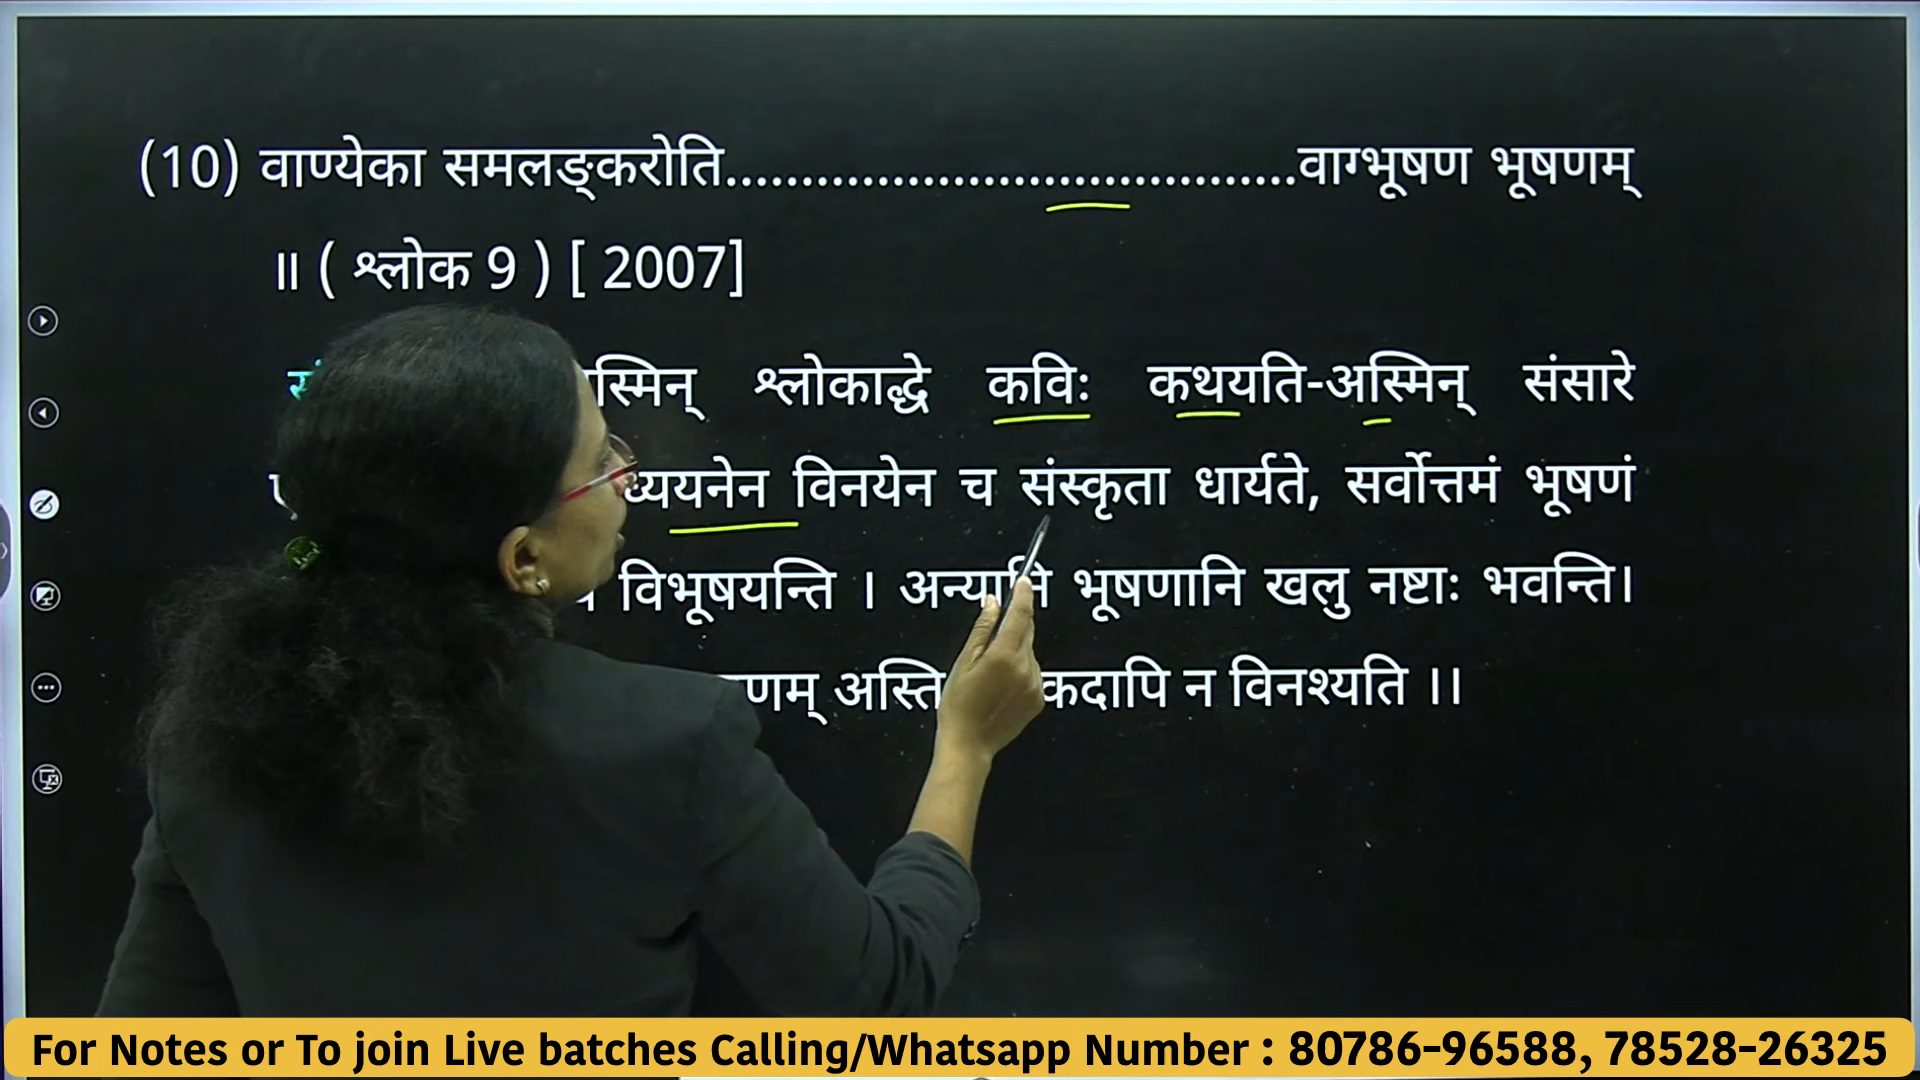 (10) वाण्येका समलङ्करोति......................................वाग्भूषण भूषणम्
॥ ( श्लोक 9 ) [ 2007]
श्लोकार्द्धे कविः कथयति-अस्मिन् संसारे
विनयेन च संस्कृता धार्यते, सर्वोत्तमं भूषणं
विभूषयन्ति । अन्यानि भूषणानि खलु नष्टाः भवन्ति।
अस्ति कदापि न विनश्यति ।।
For Notes or To join Live batches Calling/Whatsapp Number : 80786-96588, 78528-26325